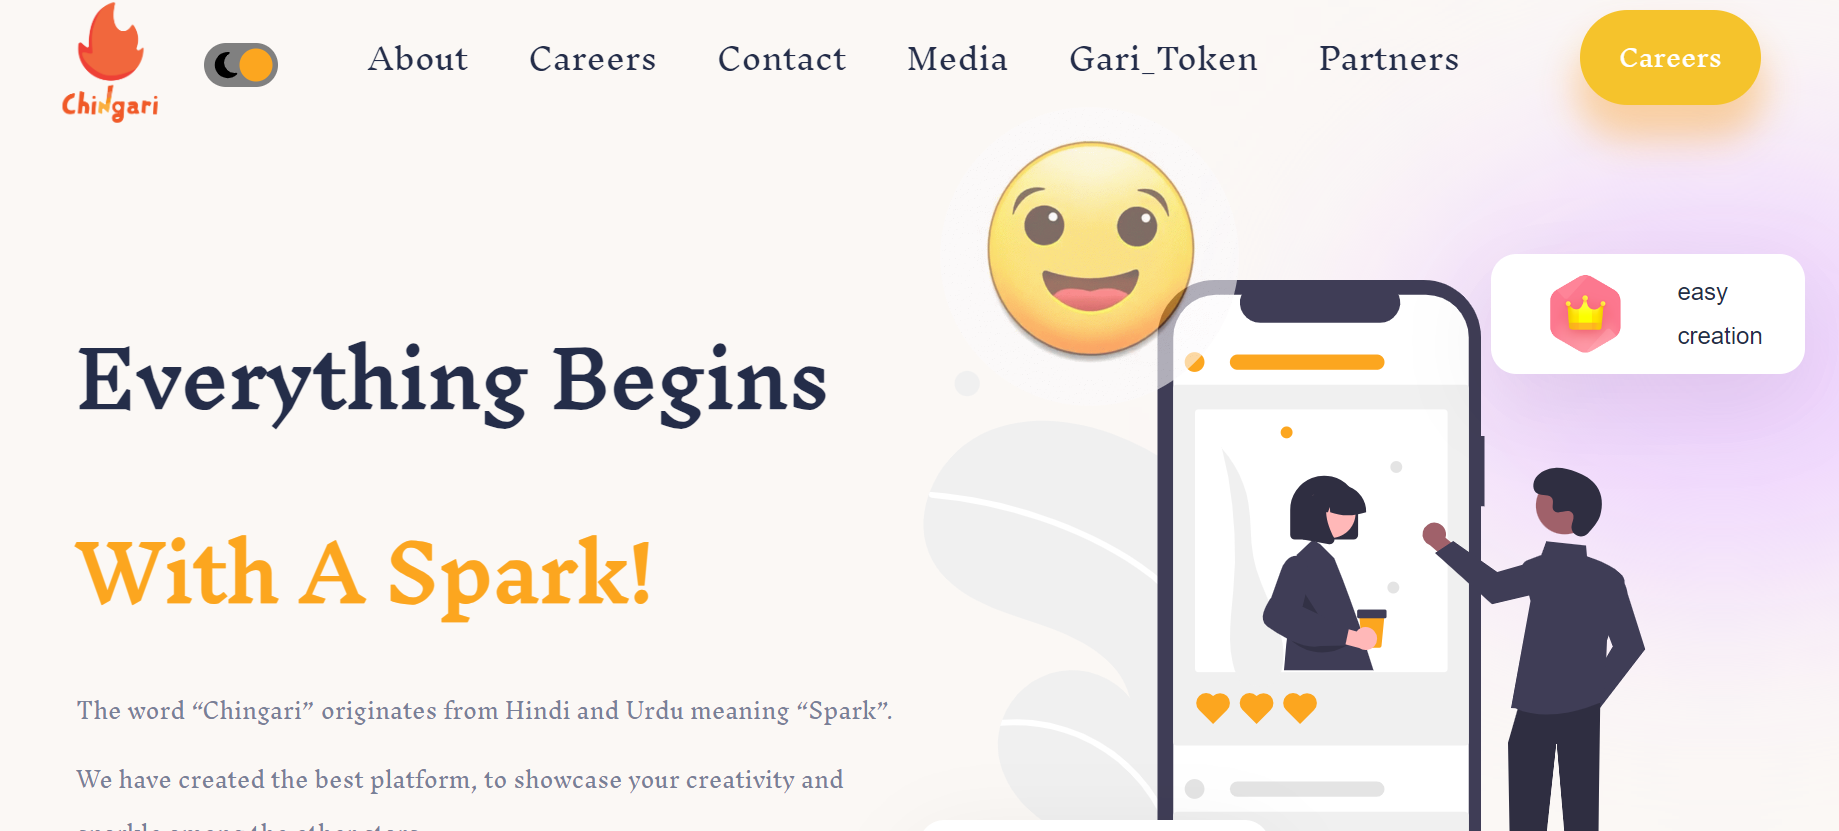 Chingari
About Careers Contact Media Gari_Token Partners Careers
easy
creation
Everything Begins
With A Spark!
The word “Chingari” originates from Hindi and Urdu meaning “Spark”.
We have created the best platform, to showcase your creativity and